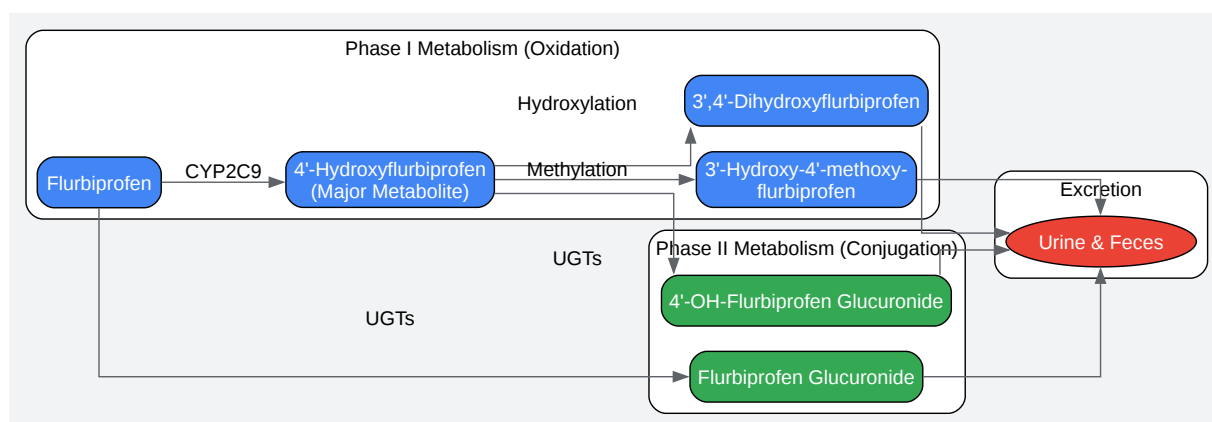 Phase I Metabolism (Oxidation)
Hydroxylation
3',4'-Dihydroxyflurbiprofen
Flurbiprofen
CYP2C9
4'-Hydroxyflurbiprofen
(Major Metabolite)
Methylation
3'-Hydroxy-4'-methoxy-
flurbiprofen
Excretion
Urine & Feces
UGTs
Phase II Metabolism (Conjugation)
4'-OH-Flurbiprofen Glucuronide
UGTs
Flurbiprofen Glucuronide